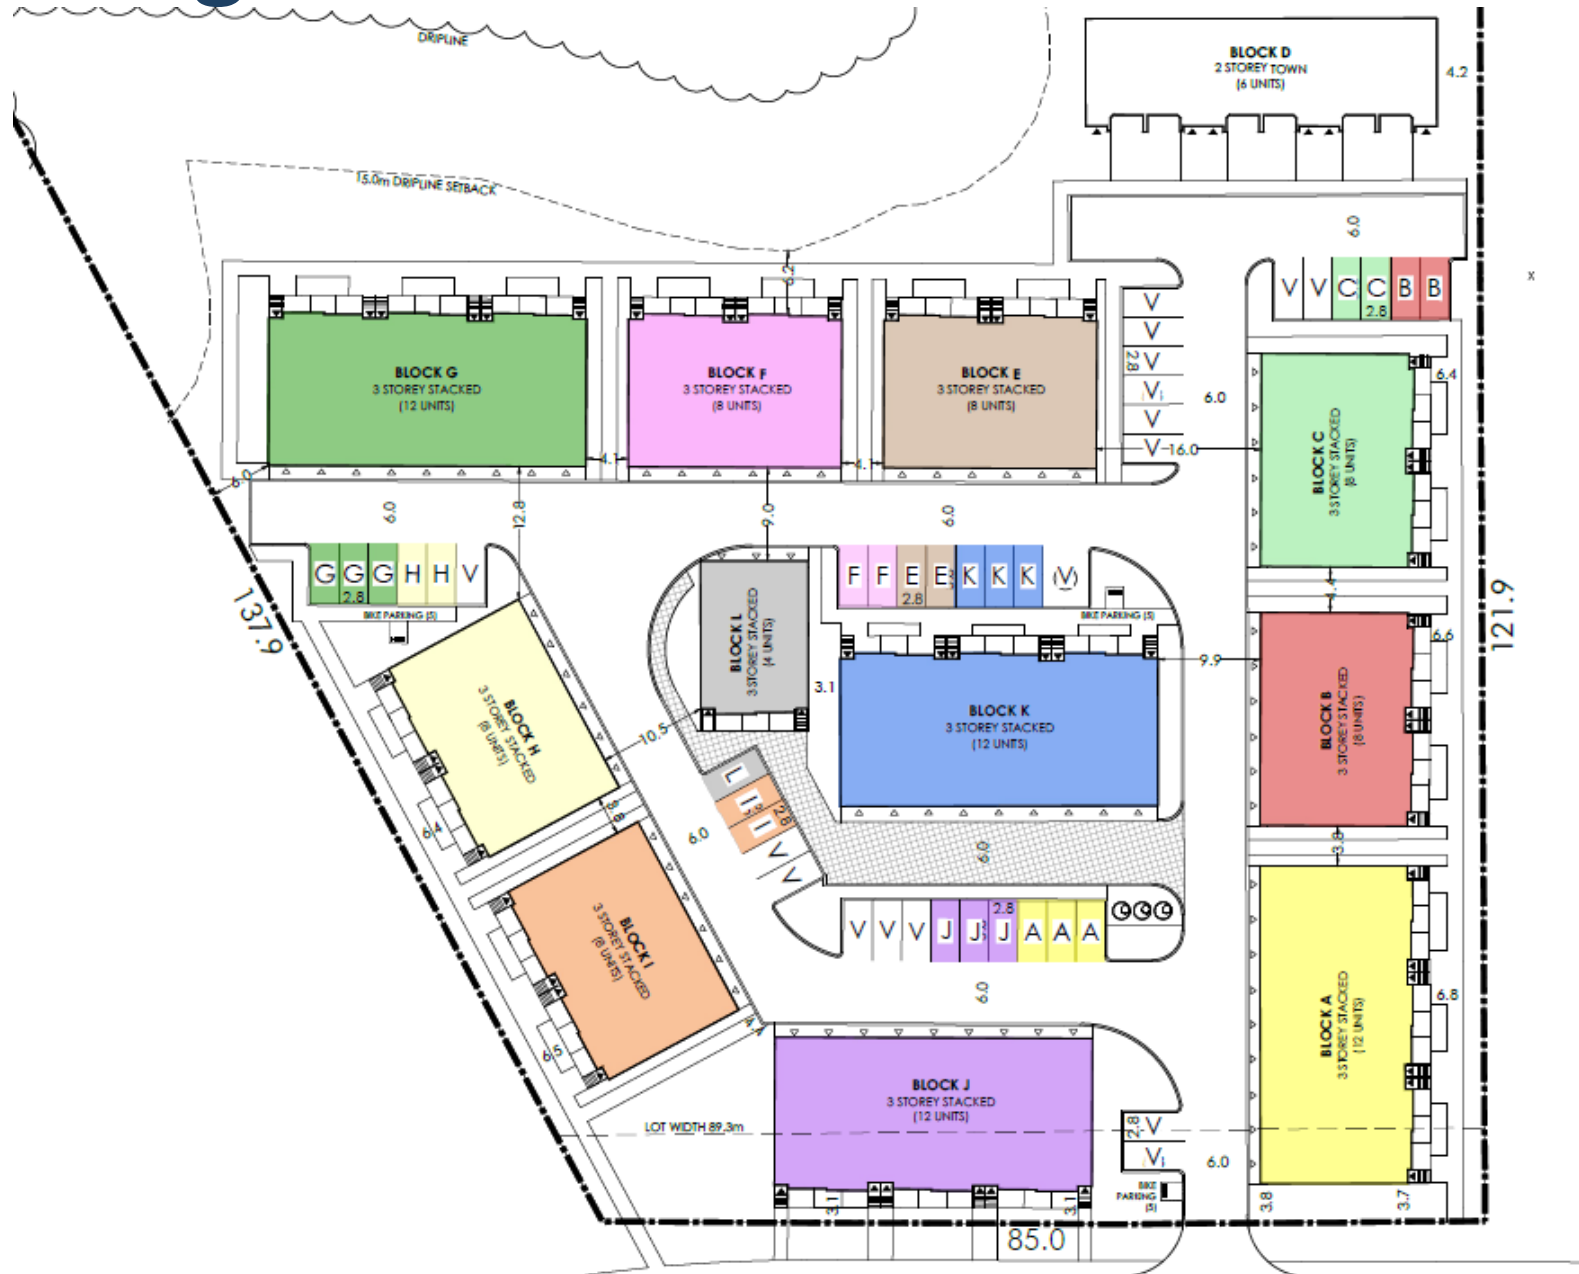 DRIPLINE
BLOCK D
2 STOREY TOWN
(6 UNITS)
4.2
15.0m DRIPLINE SETBACK
6.0
6.2
V V C C B B
2.8
x
V
V
2.8 V
V
V
V
6.0
16.0
BLOCK G
3 STOREY STACKED
(12 UNITS)
BLOCK F
3 STOREY STACKED
(8 UNITS)
BLOCK E
3 STOREY STACKED
(8 UNITS)
6.4
BLOCK C
3 STOREY STACKED
(8 UNITS)
4.1
4.1
6.0
6.0
12.8
9.0
6.0
G G G H H V
2.8
BIKE PARKING (5)
F F E E K K K (V)
2.8
BIKE PARKING (5)
4.4
137.9
121.9
BLOCK L
3 STOREY STACKED
(4 UNITS)
3.1
9.9
6.6
BLOCK H
3 STOREY STACKED
(8 UNITS)
10.5
BLOCK K
3 STOREY STACKED
(12 UNITS)
BLOCK B
3 STOREY STACKED
(8 UNITS)
L
I
I
V
V
2.8
6.4
6.0
6.0
3.8
BLOCK I
3 STOREY STACKED
(8 UNITS)
V V V J J J A A A
2.8
6.0
6.8
BLOCK A
3 STOREY STACKED
(12 UNITS)
6.5
4.4
BLOCK J
3 STOREY STACKED
(12 UNITS)
LOT WIDTH 89.3m
2.8
V
V
6.0
BIKE
PARKING
(5)
3.1
3.1
3.8
3.7
85.0